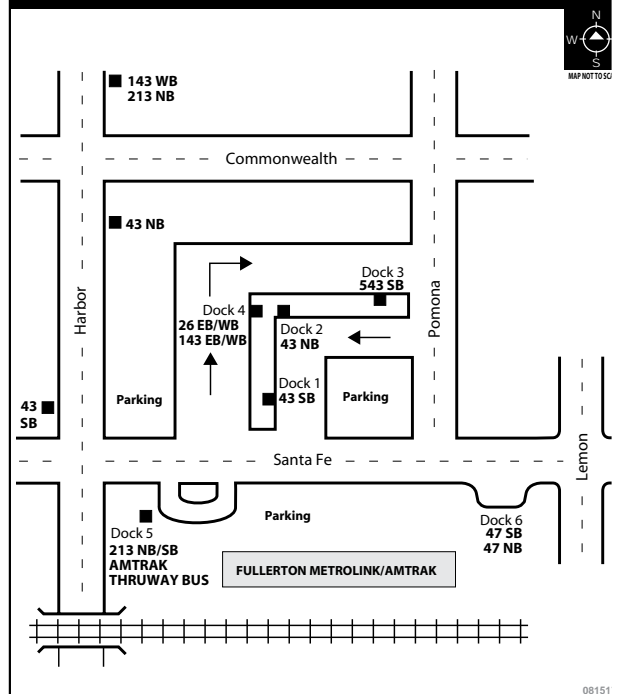 N
W
S
MAP NOT TO SC
143 WB
213 NB
Commonwealth
43 NB
Harbor
Pomona
Dock 3
543 SB
Dock 4
26 EB/WB
143 EB/WB
Dock 2
43 NB
Dock 1
43 SB
Parking
Parking
43
SB
Santa Fe
Lemon
Parking
Dock 5
213 NB/SB
AMTRAK
THRUWAY BUS
Dock 6
47 SB
47 NB
FULLERTON METROLINK/AMTRAK
08151